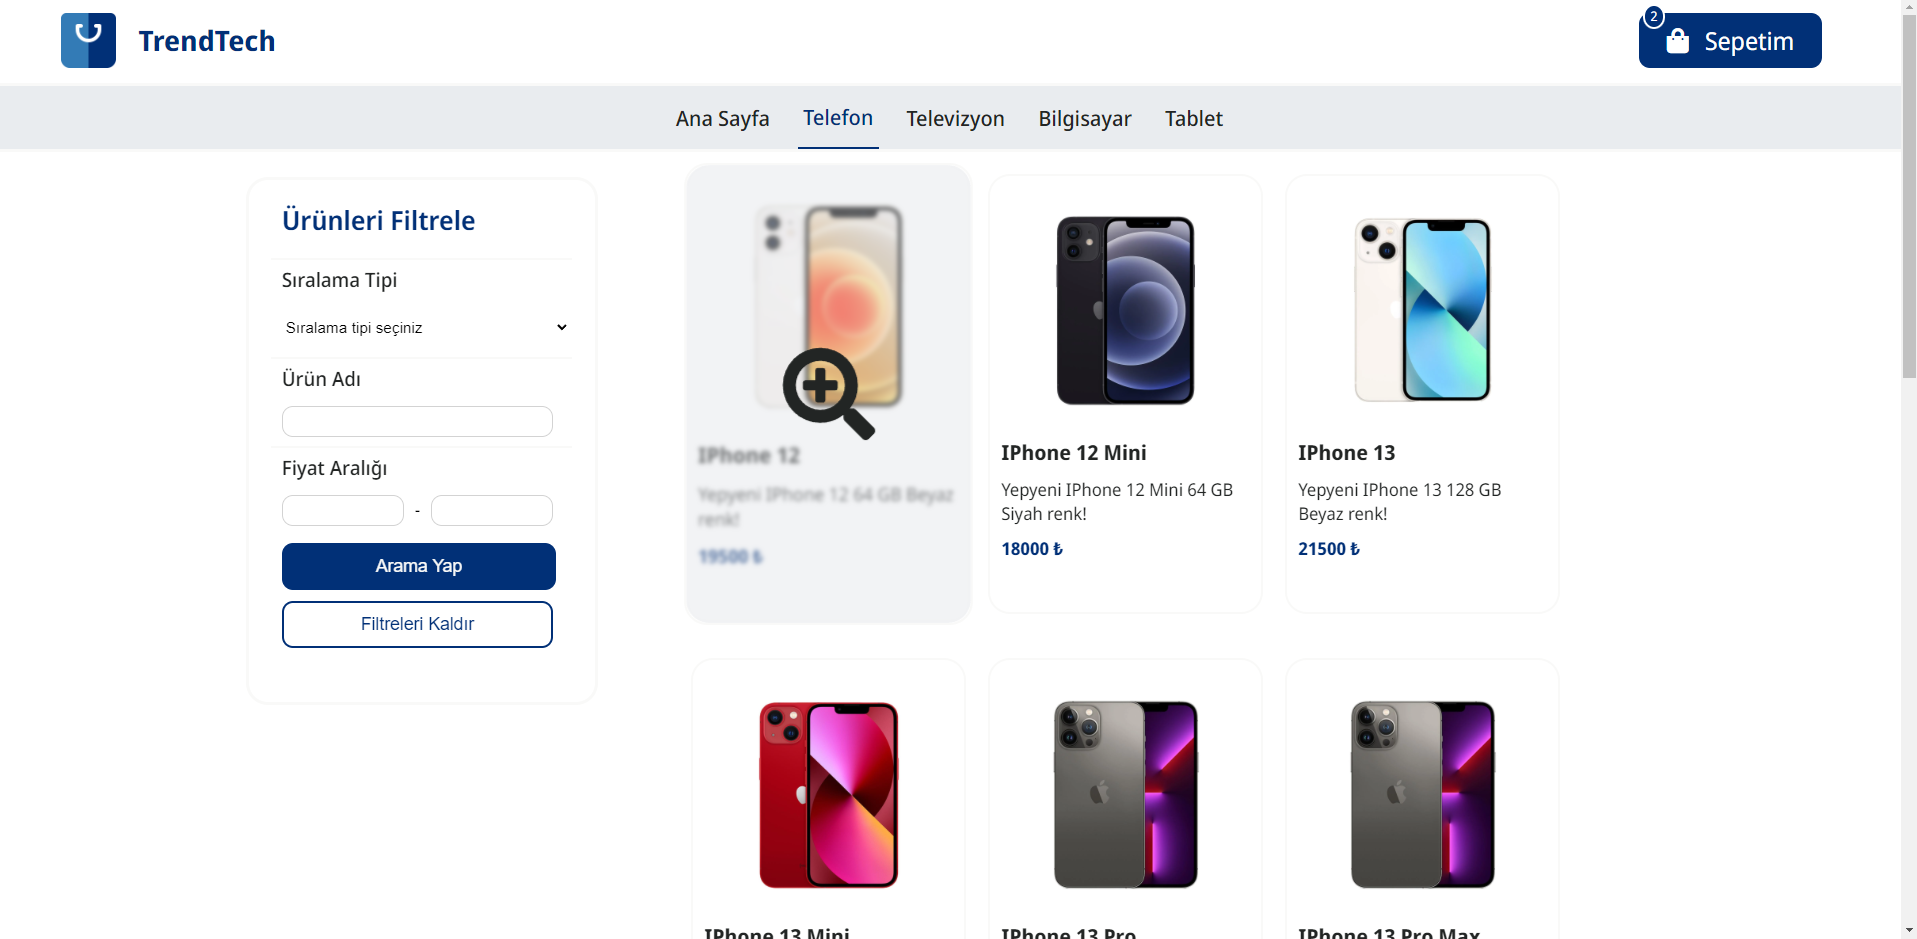 TrendTech
2
Sepetim
Ana Sayfa
Telefon
Televizyon
Bilgisayar
Tablet
Ürünleri Filtrele
Sıralama Tipi
Sıralama tipi seçiniz
Ürün Adı
Fiyat Aralığı
-
Arama Yap
Filtreleri Kaldır
IPhone 12
Yepyeni IPhone 12 64 GB Beyaz
renk!
19500 ₺
IPhone 12 Mini
Yepyeni IPhone 12 Mini 64 GB
Siyah renk!
18000 ₺
IPhone 13
Yepyeni IPhone 13 128 GB
Beyaz renk!
21500 ₺
IPhone 13 Mini
IPhone 13 Pro
IPhone 13 Pro Max